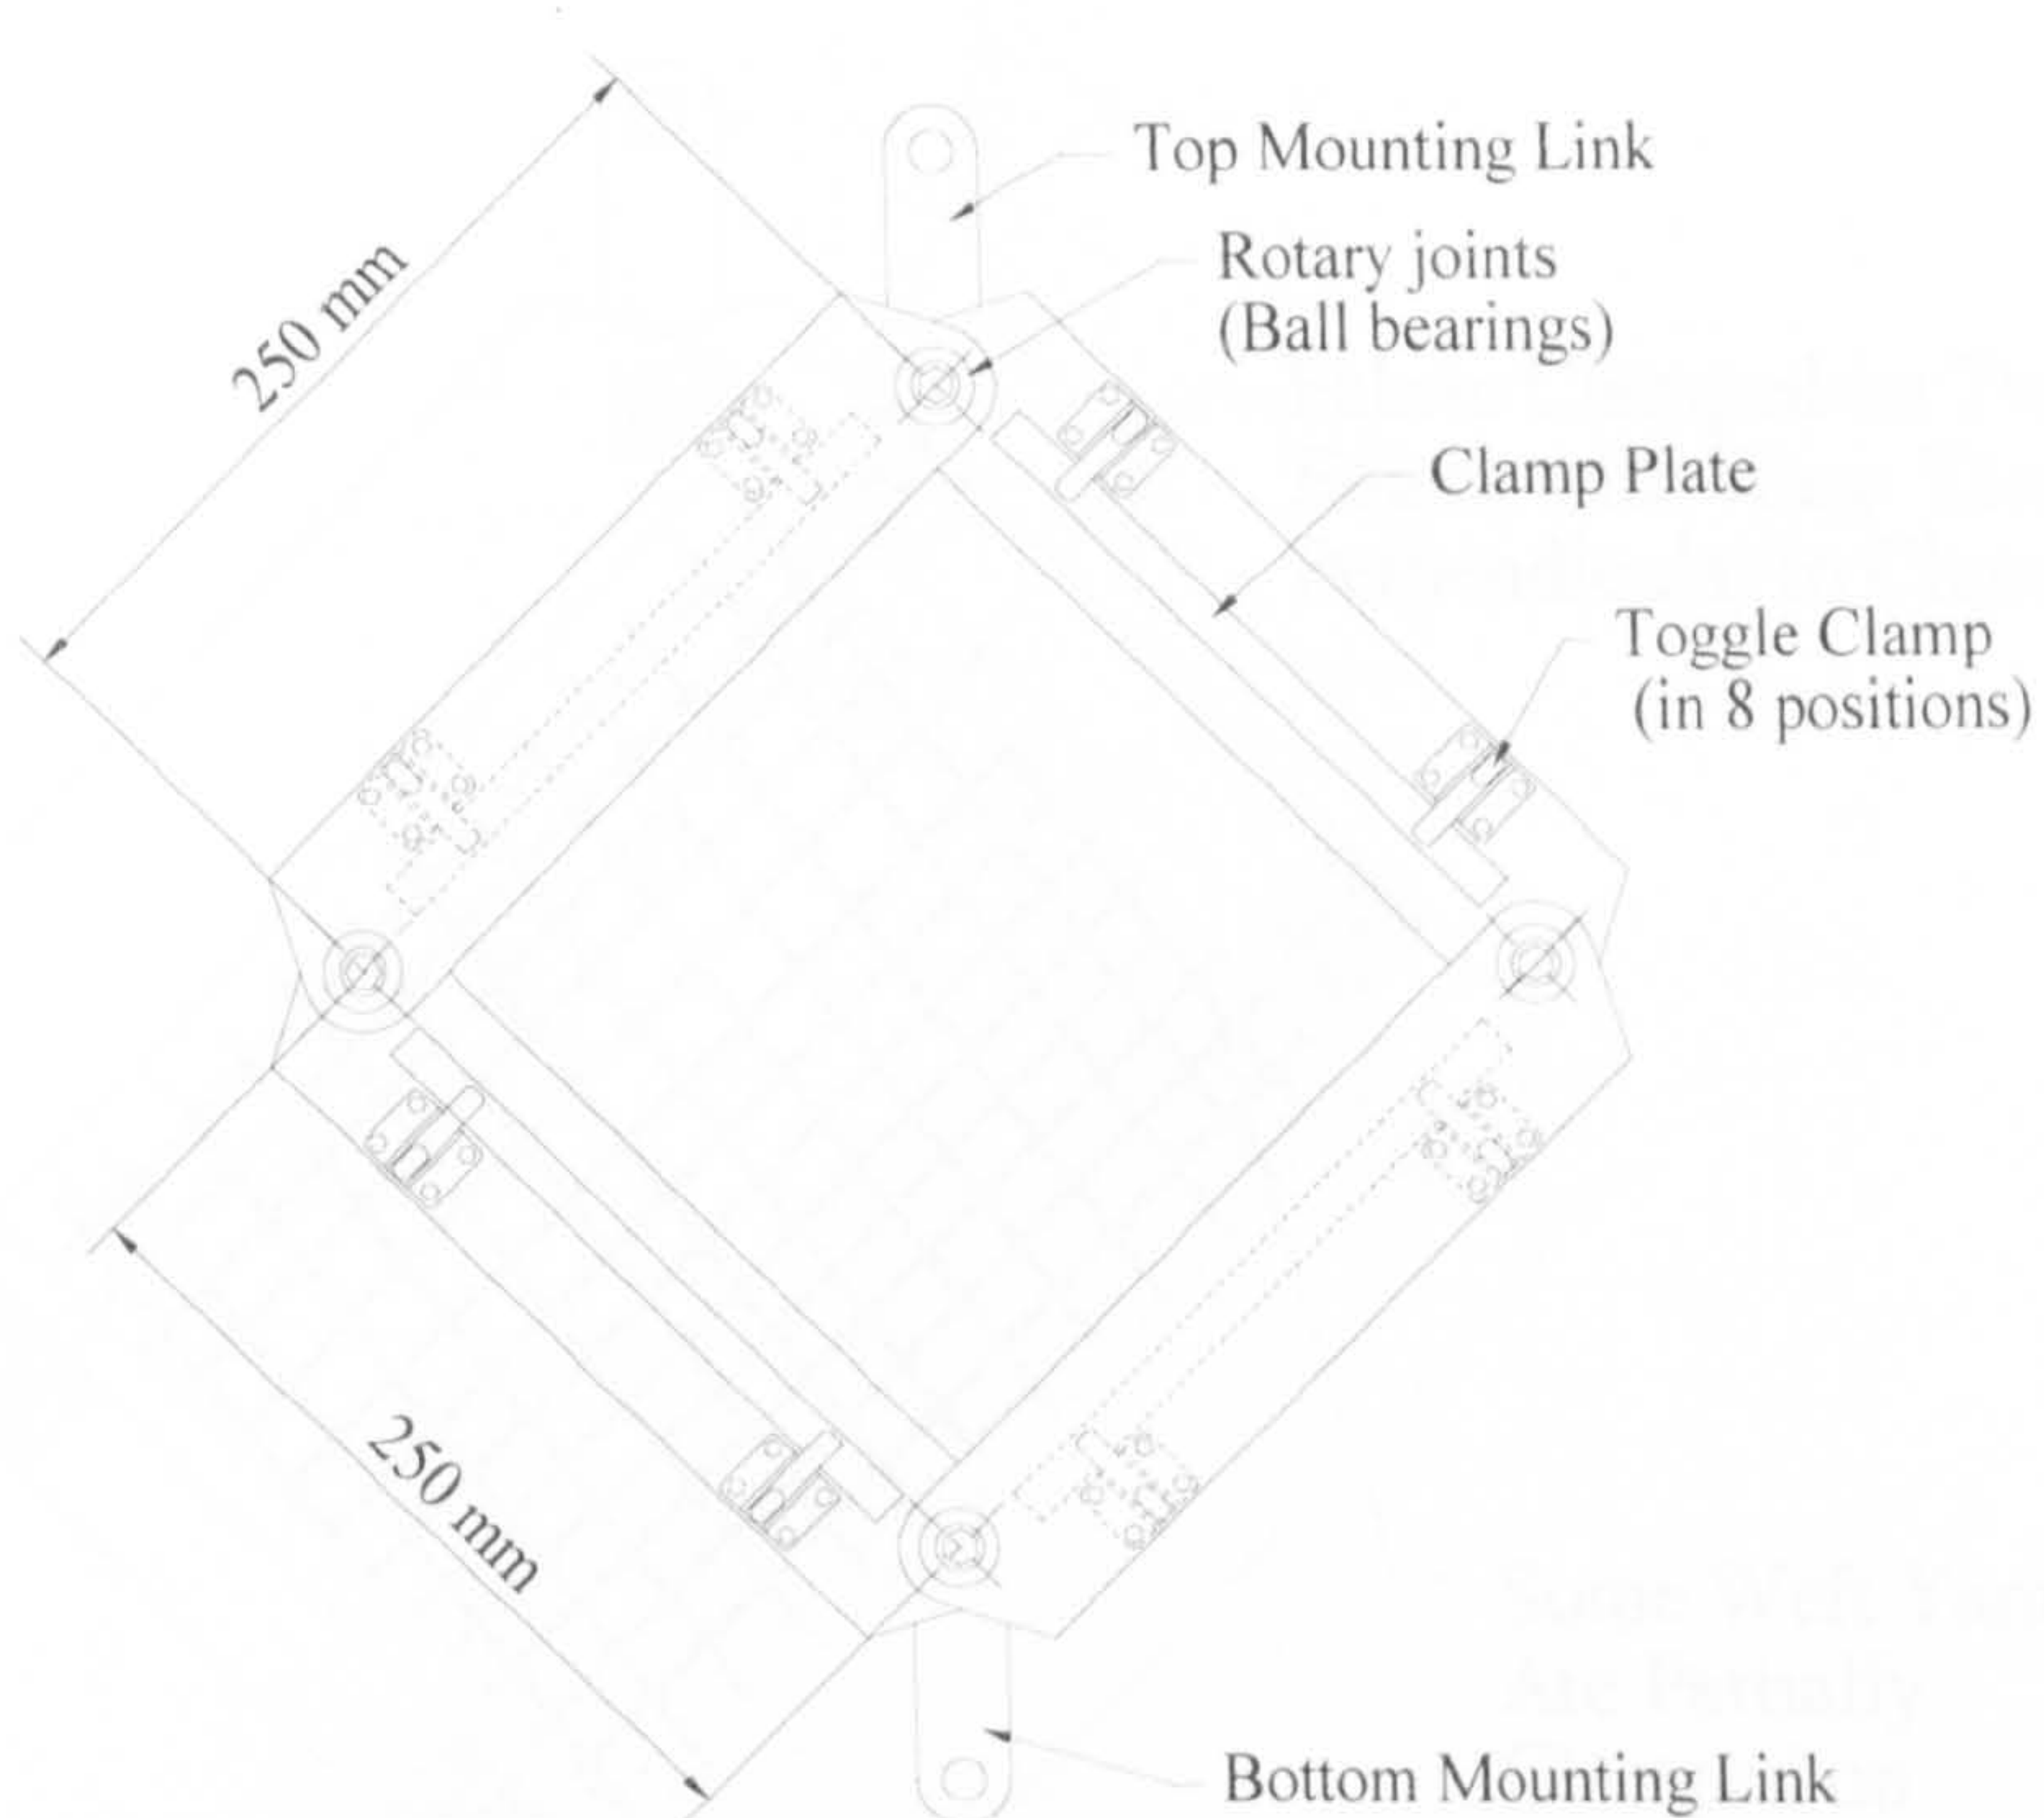 Top Mounting Link
Rotary joints
(Ball bearings)
250 mm
Clamp Plate
Toggle Clamp
(in 8 positions)
250 mm
Bottom Mounting Link